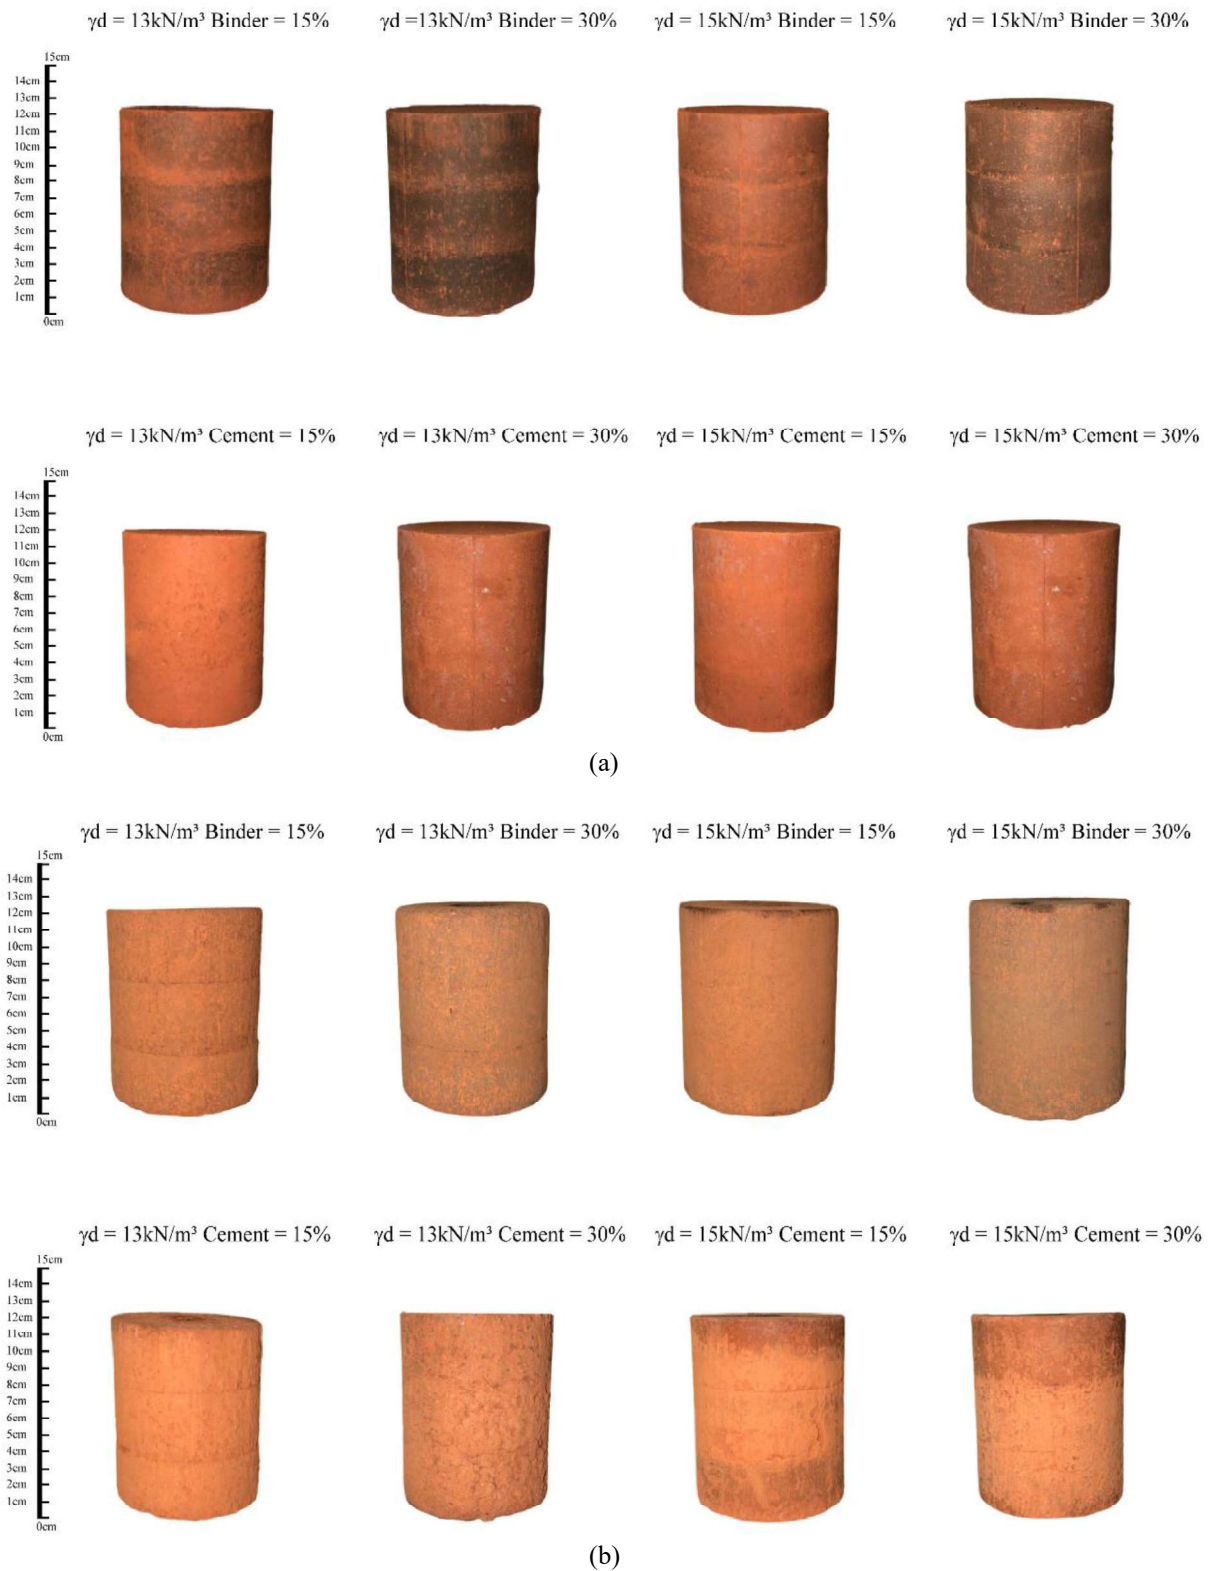 γd = 13kN/m³ Binder = 15%
γd =13kN/m³ Binder = 30%
γd = 15kN/m³ Binder = 15%
γd = 15kN/m³ Binder = 30%
15cm
14cm
13cm
12cm
11cm
10cm
9cm
8cm
7cm
6cm
5cm
4cm
3cm
2cm
1cm
0cm
γd = 13kN/m³ Cement = 15%
γd = 13kN/m³ Cement = 30%
γd = 15kN/m³ Cement = 15%
γd = 15kN/m³ Cement = 30%
15cm
14cm
13cm
12cm
11cm
10cm
9cm
8cm
7cm
6cm
5cm
4cm
3cm
2cm
1cm
0cm
(a)
γd = 13kN/m³ Binder = 15%
γd = 13kN/m³ Binder = 30%
γd = 15kN/m³ Binder = 15%
γd = 15kN/m³ Binder = 30%
15cm
14cm
13cm
12cm
11cm
10cm
9cm
8cm
7cm
6cm
5cm
4cm
3cm
2cm
1cm
0cm
γd = 13kN/m³ Cement = 15%
γd = 13kN/m³ Cement = 30%
γd = 15kN/m³ Cement = 15%
γd = 15kN/m³ Cement = 30%
15cm
14cm
13cm
12cm
11cm
10cm
9cm
8cm
7cm
6cm
5cm
4cm
3cm
2cm
1cm
0cm
(b)